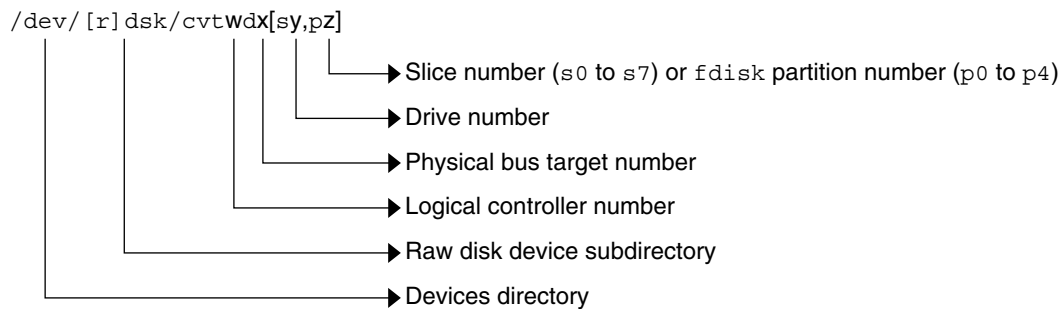 /dev/[r]dsk/cvtwdx[sy,pz]
Slice number (s0 to s7) or fdisk partition number (p0 to p4)
Drive number
Physical bus target number
Logical controller number
Raw disk device subdirectory
Devices directory